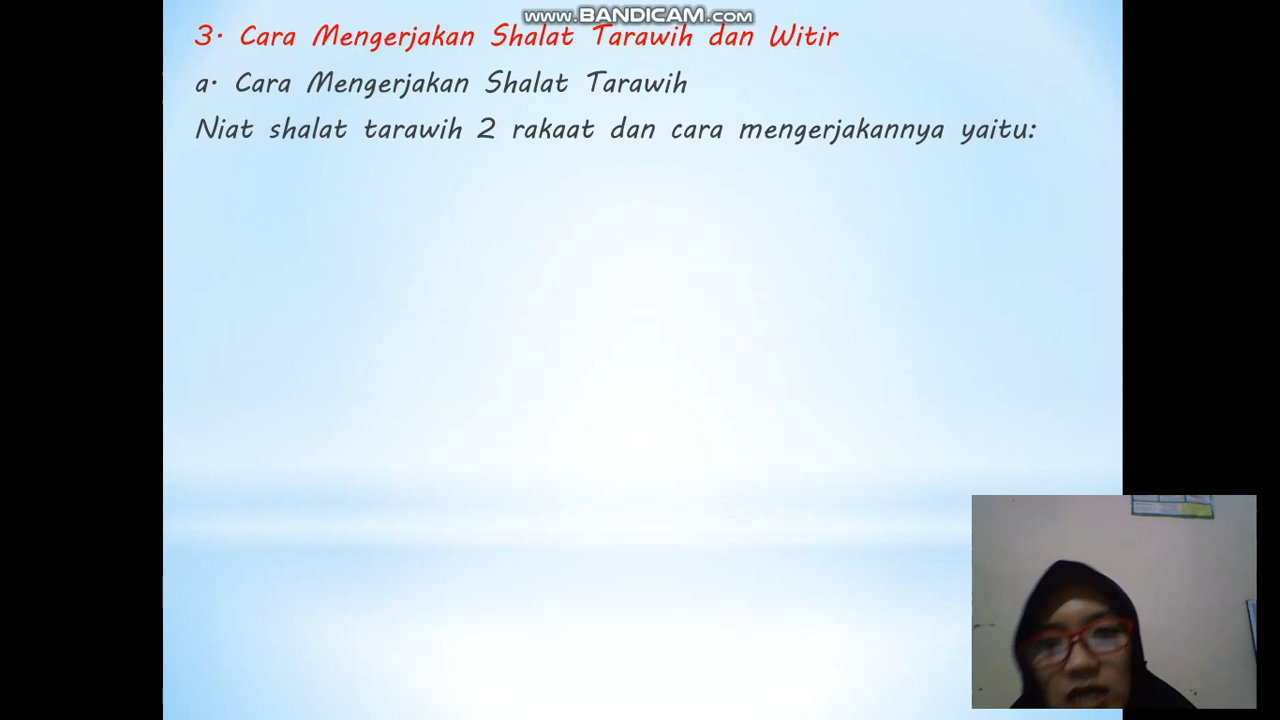 www.BANDICAM.com
3. Cara Mengerjakan Shalat Tarawih dan Witir
a. Cara Mengerjakan Shalat Tarawih
Niat shalat tarawih 2 rakaat dan cara mengerjakannya yaitu: